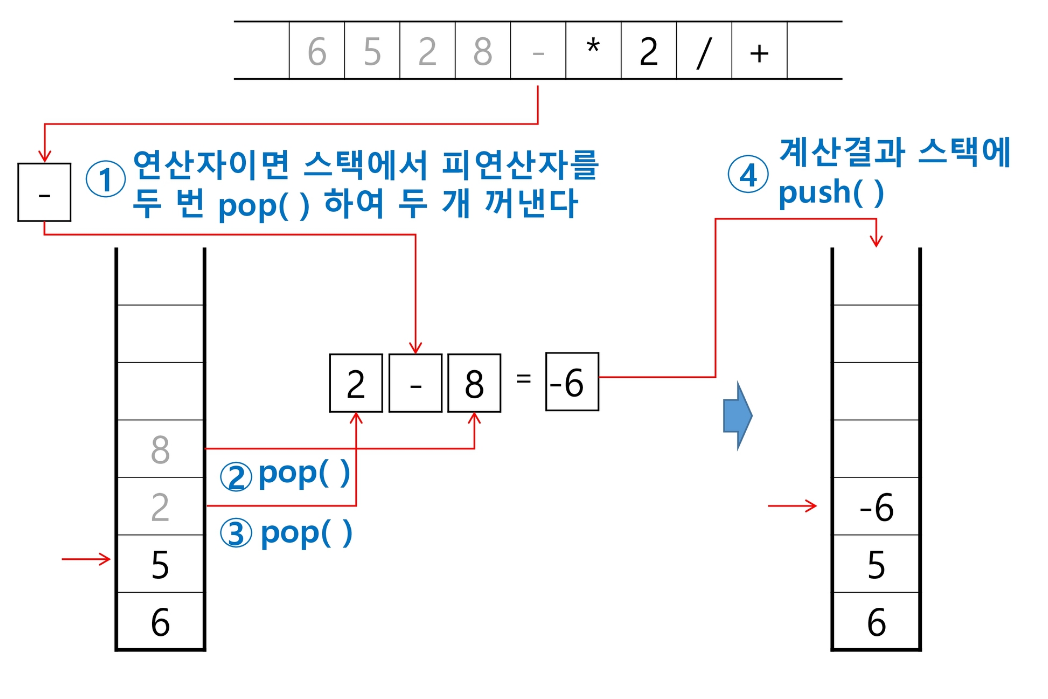 6 5 2 8 - * 2 / +
-
① 연산자이면 스택에서 피연산자를
두 번 pop( ) 하여 두 개 꺼낸다
④ 계산결과 스택에
push( )
2 - 8 = -6
8
② pop( )
2
③ pop( )
5
6
-6
5
6